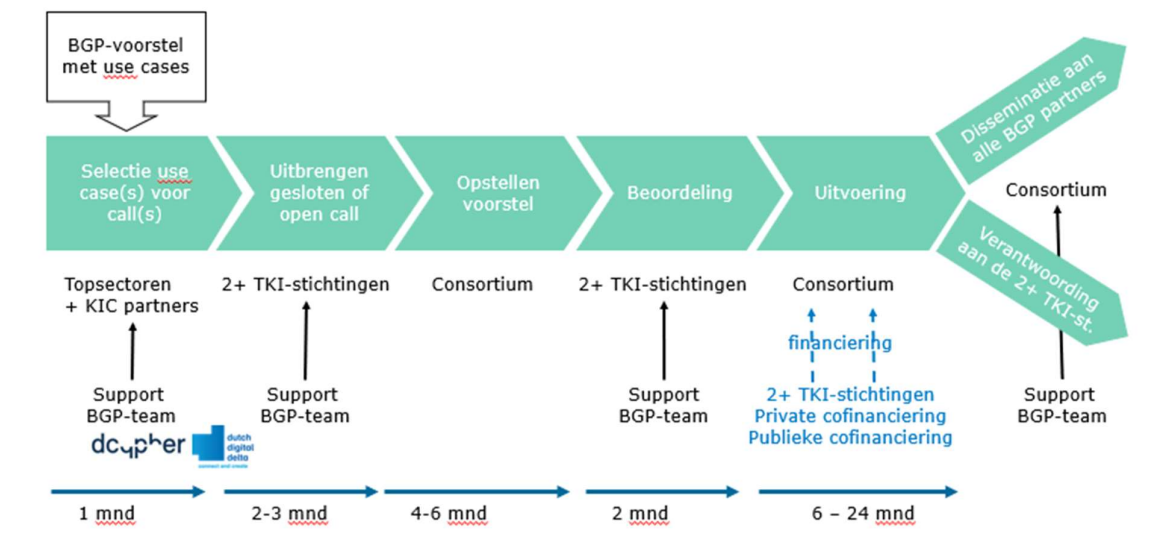 BGP-voorstel
met use cases
Selectie use
case(s) voor
call(s)
Uitbrengen
gesloten of
open call
Opstellen
voorstel
Beoordeling
Uitvoering
Disseminatie aan
alle BGP partners
Verantwoording
aan de 2+ TKI-st.
Topsectoren
+ KIC partners
2+ TKI-stichtingen
Consortium
2+ TKI-stichtingen
Consortium
Consortium
financiering
Support
BGP-team
Support
BGP-team
Support
BGP-team
2+ TKI-stichtingen
Private cofinanciering
Publieke cofinanciering
Support
BGP-team
dcypher
dutch
digital
delta
connect and create
1 mnd
2-3 mnd
4-6 mnd
2 mnd
6 – 24 mnd